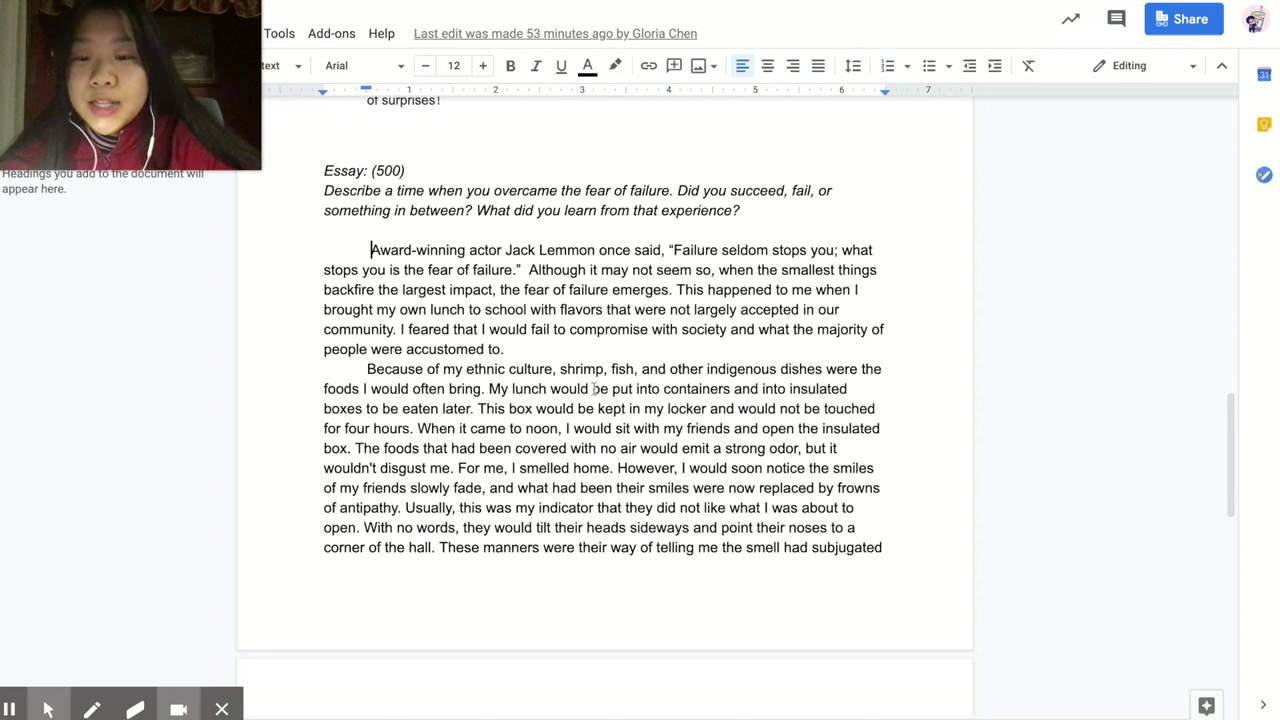 Tools Add-ons Help Last edit was made 53 minutes ago by Gloria Chen
Share
text Arial 12 B I U A Editing
1 2 3 4 5 6 7
31
of surprises!
Headings you add to the document will
appear here.
Essay: (500)
Describe a time when you overcame the fear of failure. Did you succeed, fail, or
something in between? What did you learn from that experience?
Award-winning actor Jack Lemmon once said, “Failure seldom stops you; what
stops you is the fear of failure.”  Although it may not seem so, when the smallest things
backfire the largest impact, the fear of failure emerges. This happened to me when I
brought my own lunch to school with flavors that were not largely accepted in our
community. I feared that I would fail to compromise with society and what the majority of
people were accustomed to.
Because of my ethnic culture, shrimp, fish, and other indigenous dishes were the
foods I would often bring. My lunch would be put into containers and into insulated
boxes to be eaten later. This box would be kept in my locker and would not be touched
for four hours. When it came to noon, I would sit with my friends and open the insulated
box. The foods that had been covered with no air would emit a strong odor, but it
wouldn't disgust me. For me, I smelled home. However, I would soon notice the smiles
of my friends slowly fade, and what had been their smiles were now replaced by frowns
of antipathy. Usually, this was my indicator that they did not like what I was about to
open. With no words, they would tilt their heads sideways and point their noses to a
corner of the hall. These manners were their way of telling me the smell had subjugated